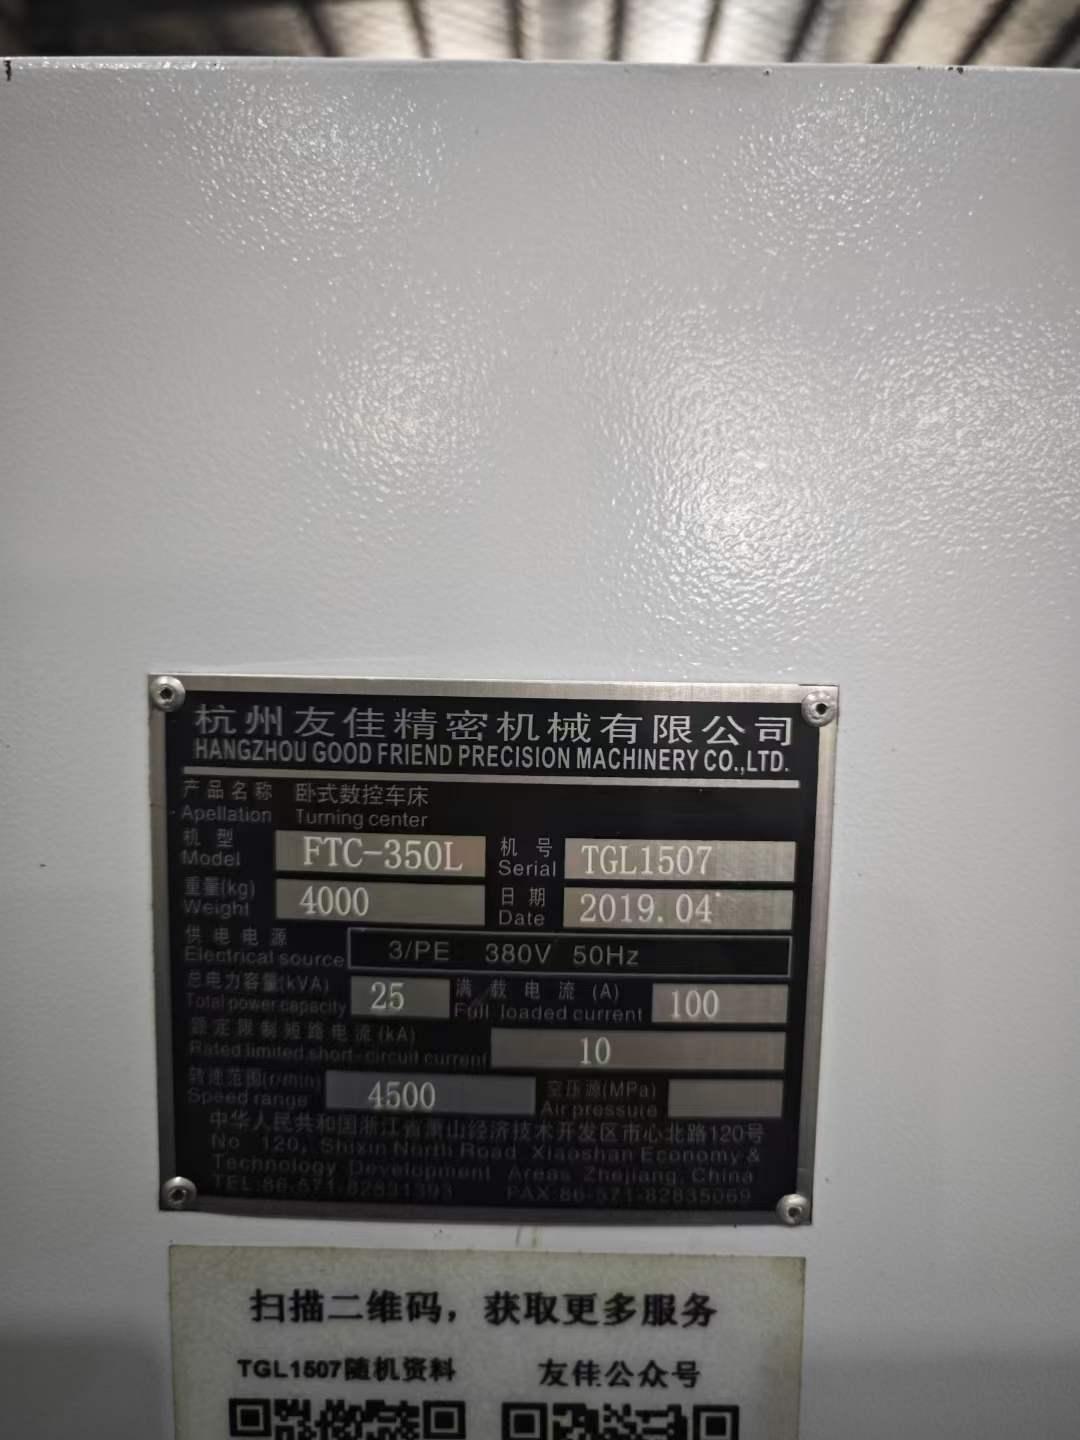 杭州友佳精密机械有限公司
HANGZHOU GOOD FRIEND PRECISION MACHINERY CO.,LTD.
产品名称 卧式数控车床
Apellation Turning center
机型 FTC-350L 机号 TGL1507
Model Serial
重量(kg) 4000 日期 2019.04
Weight Date
供电电源 3/PE 380V 50Hz
Electrical source
总电力容量(kVA) 25 满载电流(A) 100
Total power capacity Full loaded current
额定限制短路电流(kA) 10
Rated limited short-circuit current
转速范围(r/min) 4500 空压源(MPa)
Speed range Air pressure
中华人民共和国浙江省萧山经济技术开发区市心北路120号
No 120, Shixin North Road Xiaoshan Economy &
Technology Development Areas Zhejiang, China
TEL:86-571-82831393 FAX:86-571-82835069
扫描二维码，获取更多服务
TGL1507随机资料 友佳公众号